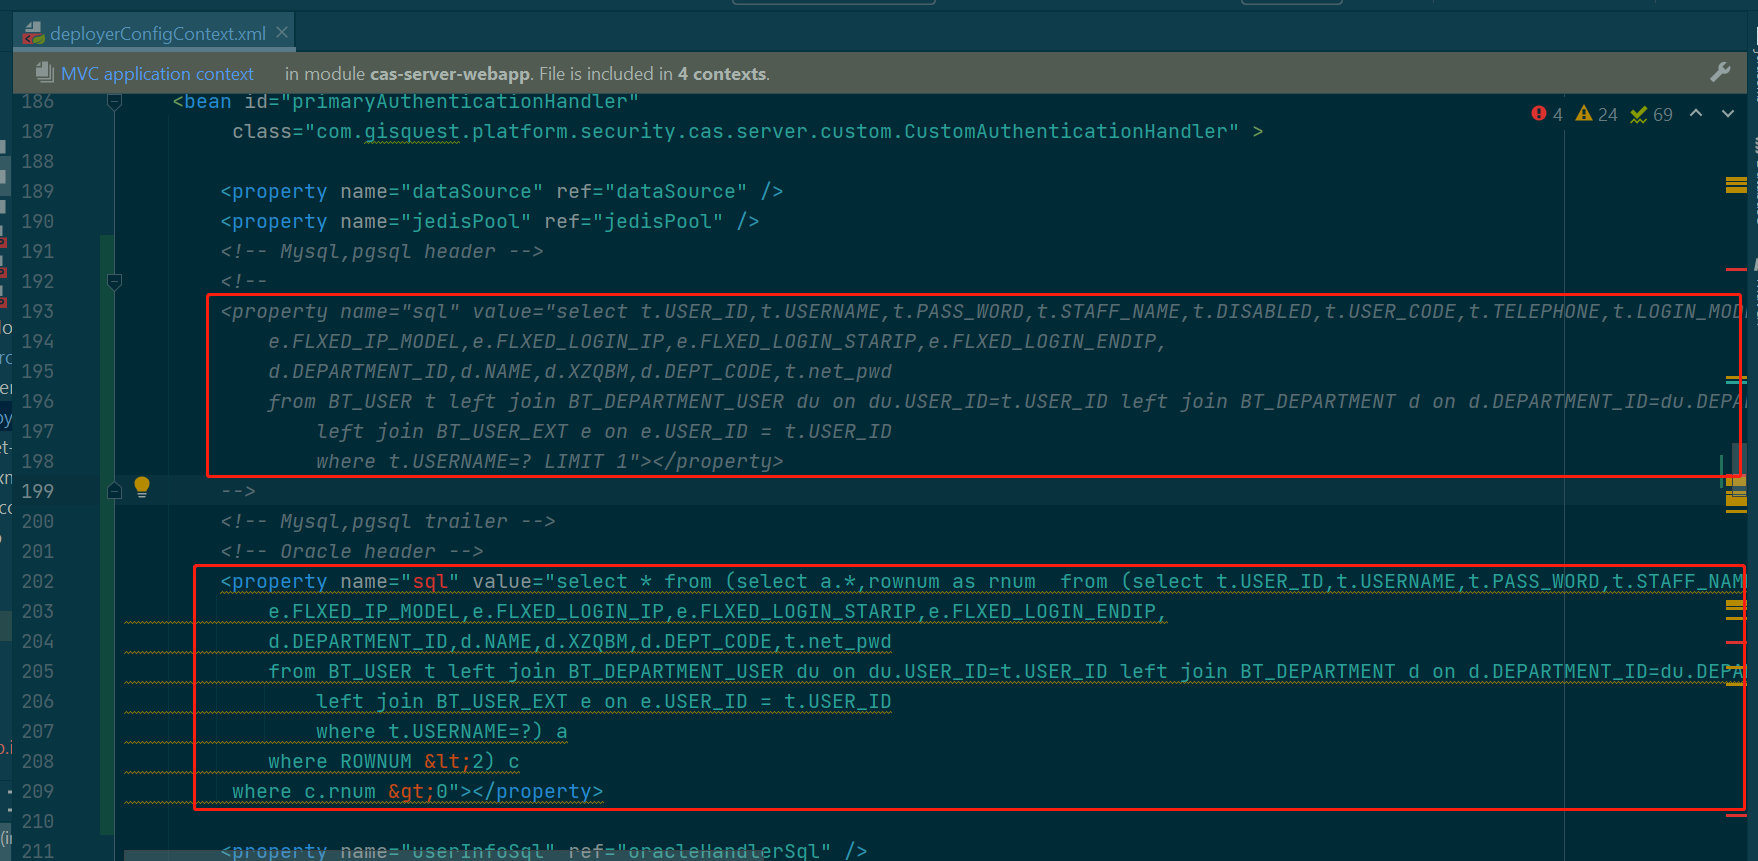 deployerConfigContext.xml
MVC application context in module cas-server-webapp. File is included in 4 contexts.
4 24 69
186 <bean id="primaryAuthenticationHandler"
187 class="com.gisquest.platform.security.cas.server.custom.CustomAuthenticationHandler" >
188
189 <property name="dataSource" ref="dataSource" />
190 <property name="jedisPool" ref="jedisPool" />
191 <!-- Mysql,pgsql header -->
192 <!--
193 <property name="sql" value="select t.USER_ID,t.USERNAME,t.PASS_WORD,t.STAFF_NAME,t.DISABLED,t.USER_CODE,t.TELEPHONE,t.LOGIN_MOD
194 e.FLXED_IP_MODEL,e.FLXED_LOGIN_IP,e.FLXED_LOGIN_STARIP,e.FLXED_LOGIN_ENDIP,
195 d.DEPARTMENT_ID,d.NAME,d.XZQBM,d.DEPT_CODE,t.net_pwd
196 from BT_USER t left join BT_DEPARTMENT_USER du on du.USER_ID=t.USER_ID left join BT_DEPARTMENT d on d.DEPARTMENT_ID=du.DEPA
197 left join BT_USER_EXT e on e.USER_ID = t.USER_ID
198 where t.USERNAME=? LIMIT 1"></property>
199 -->
200 <!-- Mysql,pgsql trailer -->
201 <!-- Oracle header -->
202 <property name="sql" value="select * from (select a.*,rownum as rnum  from (select t.USER_ID,t.USERNAME,t.PASS_WORD,t.STAFF_NAM
203 e.FLXED_IP_MODEL,e.FLXED_LOGIN_IP,e.FLXED_LOGIN_STARIP,e.FLXED_LOGIN_ENDIP,
204 d.DEPARTMENT_ID,d.NAME,d.XZQBM,d.DEPT_CODE,t.net_pwd
205 from BT_USER t left join BT_DEPARTMENT_USER du on du.USER_ID=t.USER_ID left join BT_DEPARTMENT d on d.DEPARTMENT_ID=du.DEPA
206 left join BT_USER_EXT e on e.USER_ID = t.USER_ID
207 where t.USERNAME=?) a
208 where ROWNUM &lt;2) c
209 where c.rnum &gt;0"></property>
210
211 <property name="userInfoSql" ref="oracleHandlerSql" />